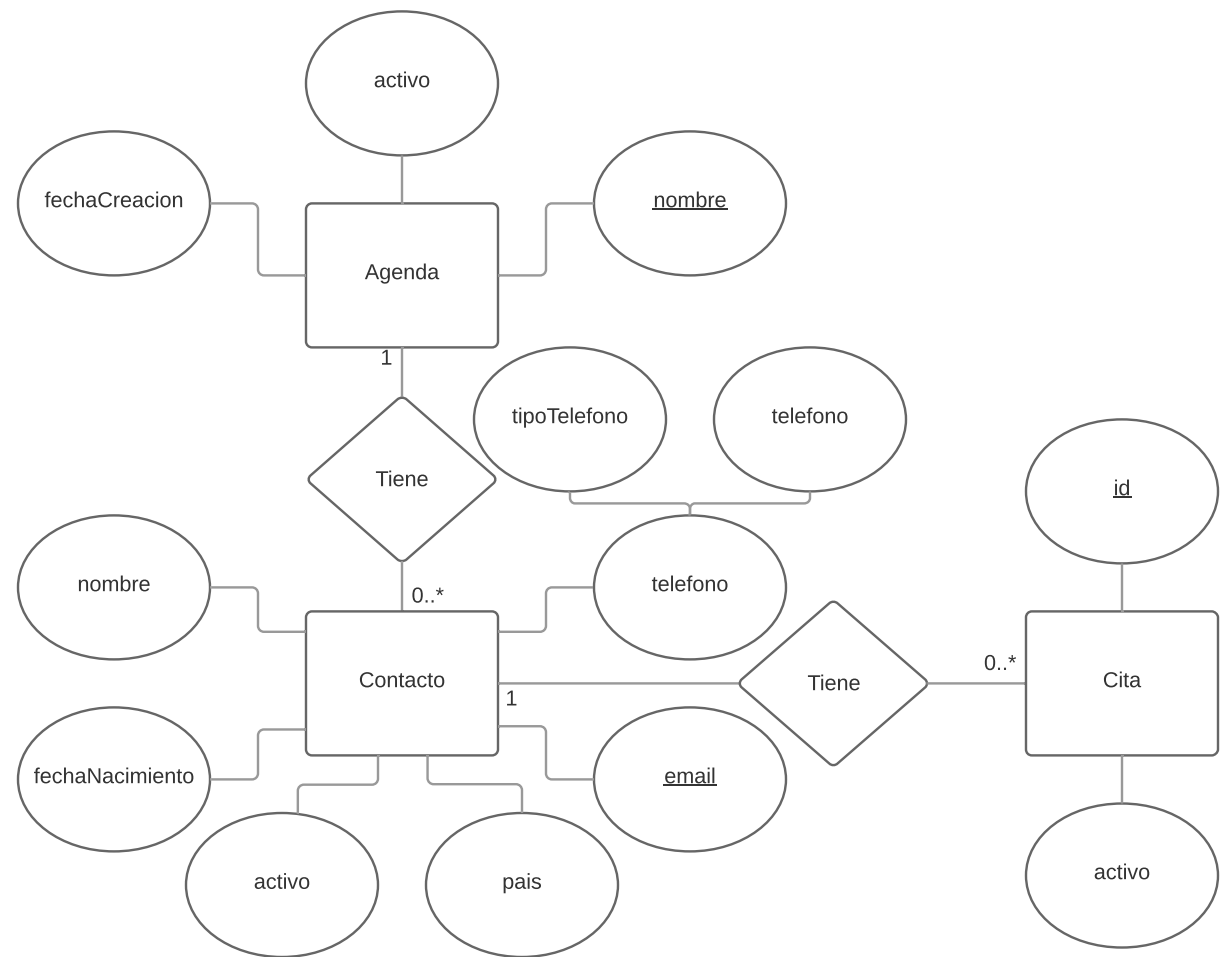 activo
fechaCreacion
nombre
Agenda
1
tipoTelefono
telefono
Tiene
id
nombre
0..*
telefono
Contacto
1
Tiene
0..*
Cita
fechaNacimiento
email
activo
pais
activo